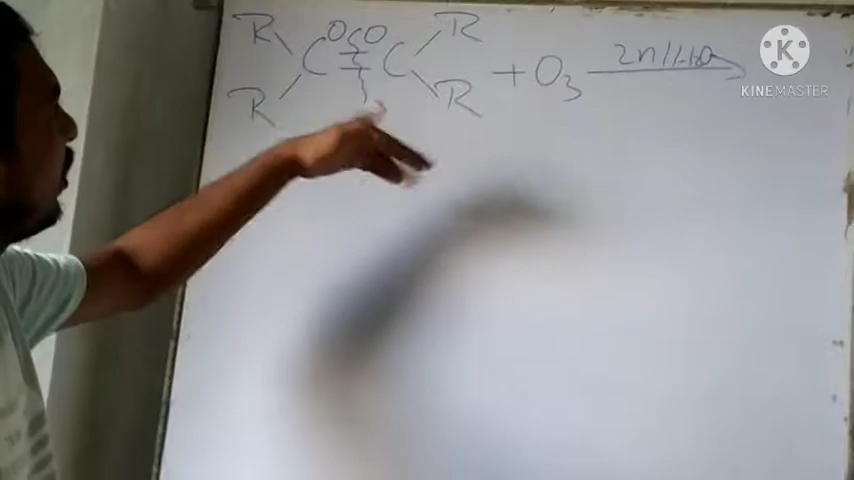 R R
C O O C + O3 Zn/H2O
R R
K
KINEMASTER